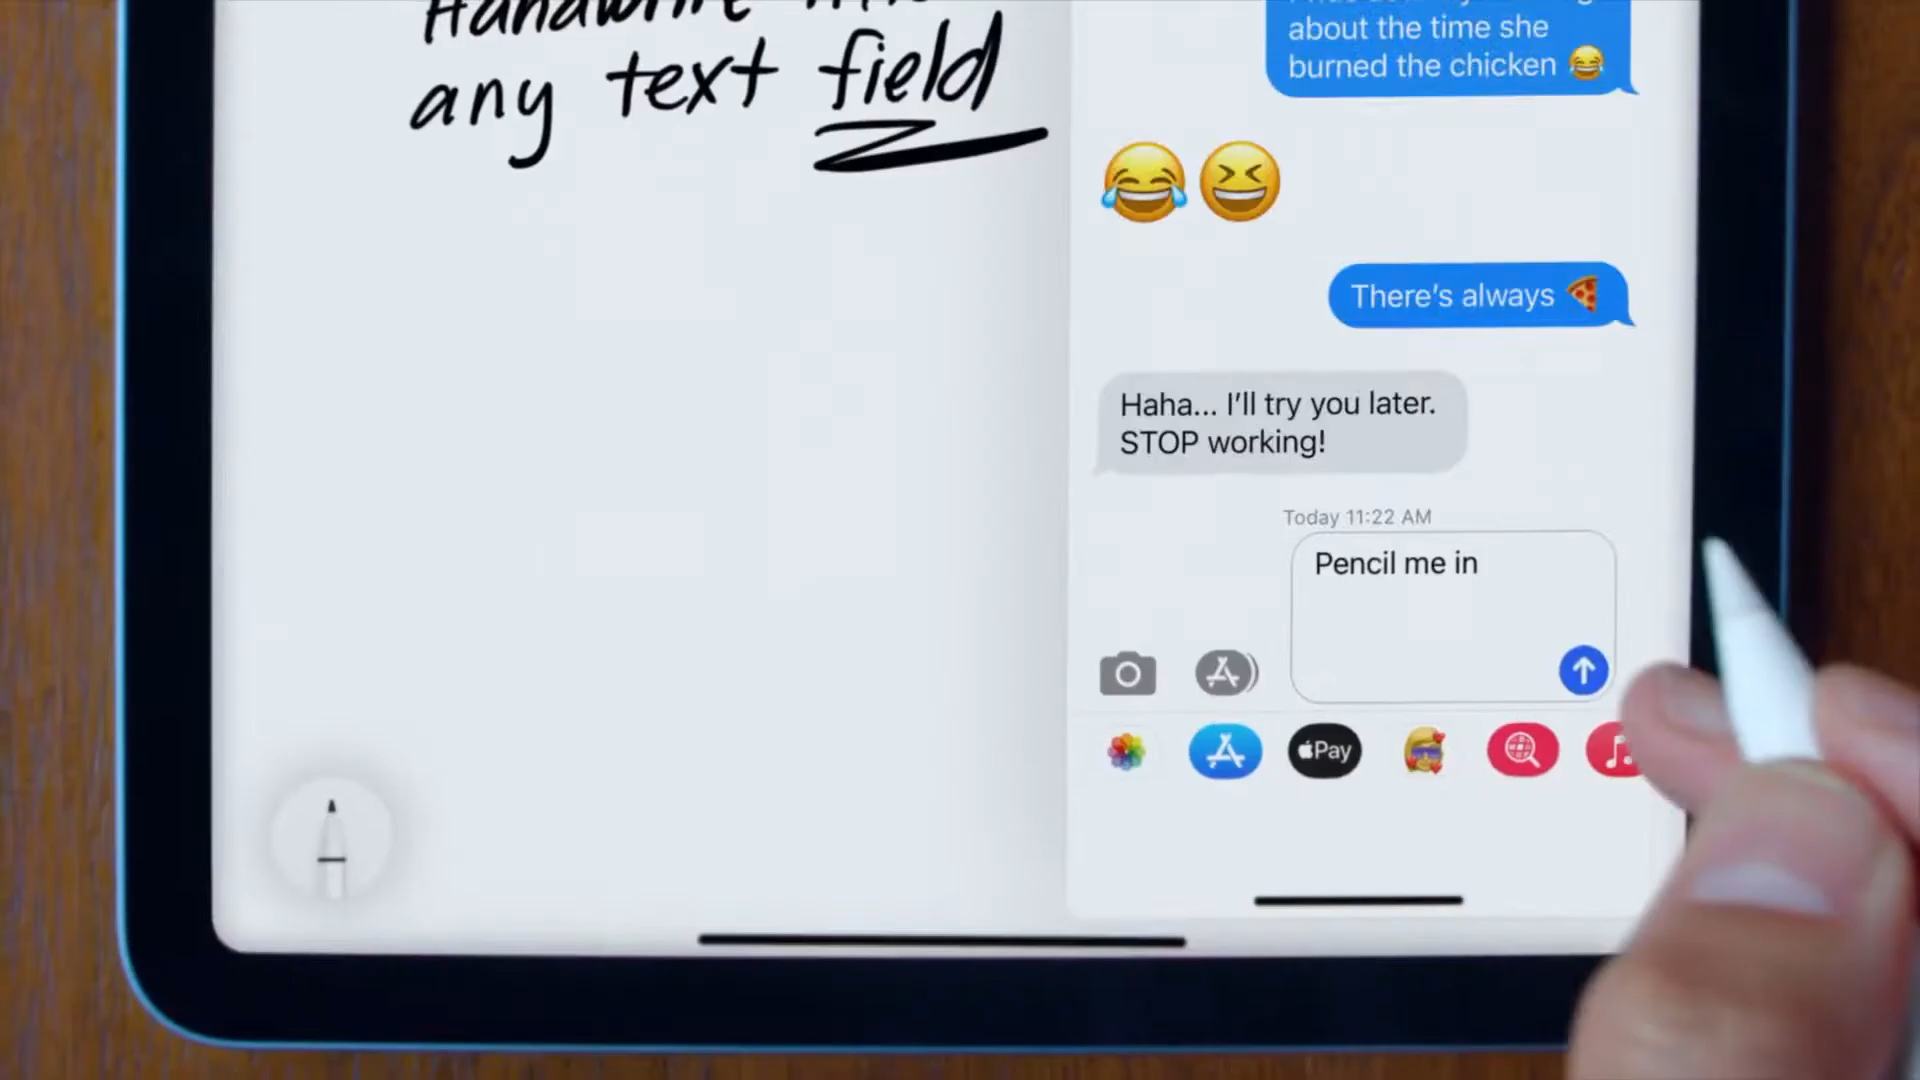 Handwrite
any text field
about the time she
burned the chicken 😂
😂😆
There's always 🍕
Haha... I'll try you later.
STOP working!
Today 11:22 AM
Pencil me in
Pay